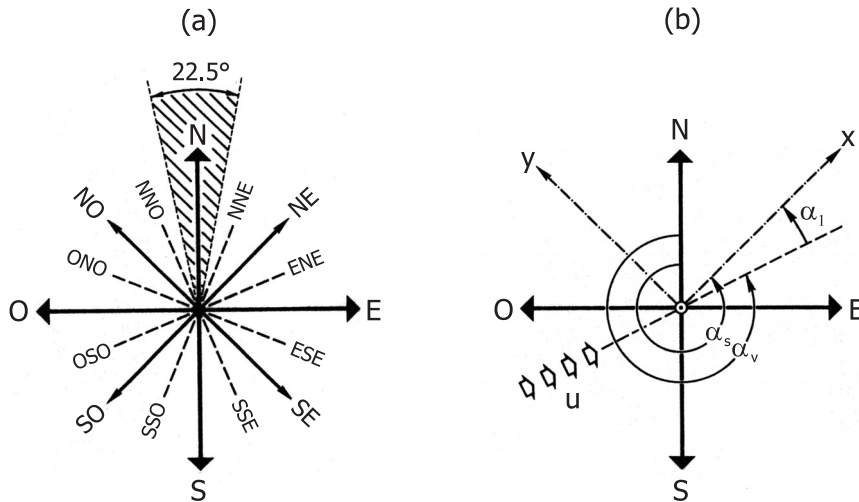 (a)
22.5°
N
NNO
NNE
NO
NE
ONO
ENE
O
E
OSO
ESE
SO
SE
SSO
SSE
S
(b)
N
y
x
α₁
O
E
αₛ
αᵥ
u
S